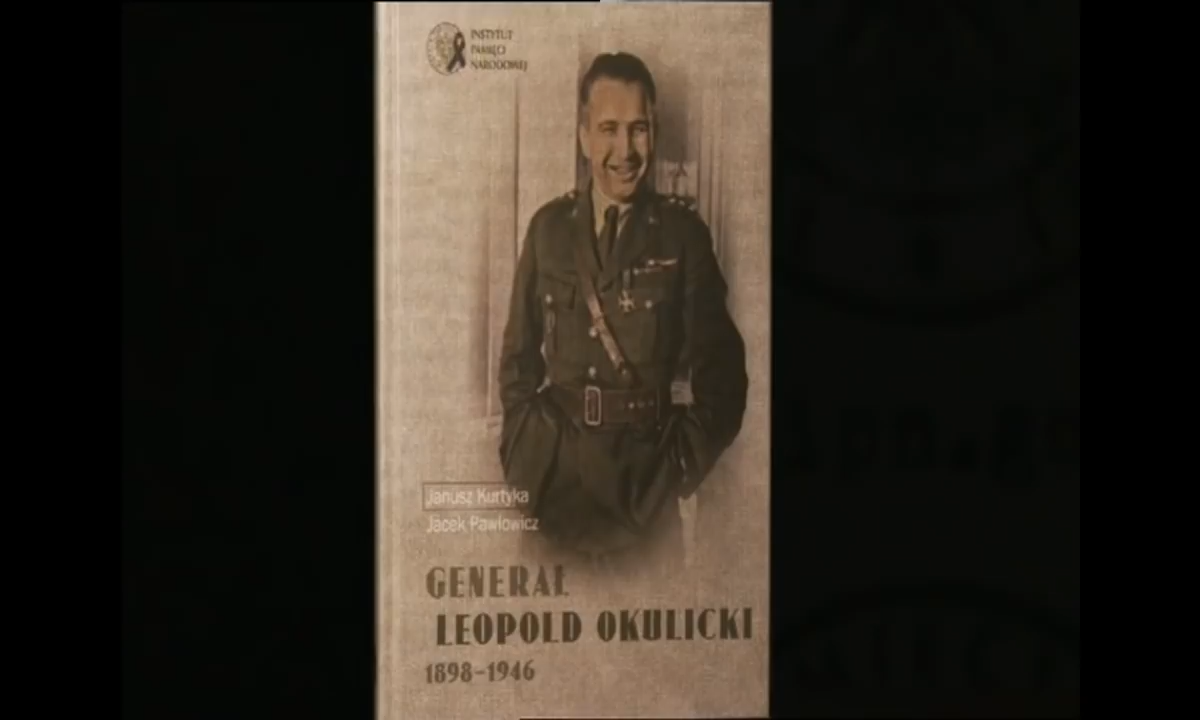 INSTYTUT
PAMIĘCI
NARODOWEJ
Janusz Kurtyka
Jacek Pawłowicz
GENERAŁ
LEOPOLD OKULICKI
1898-1946